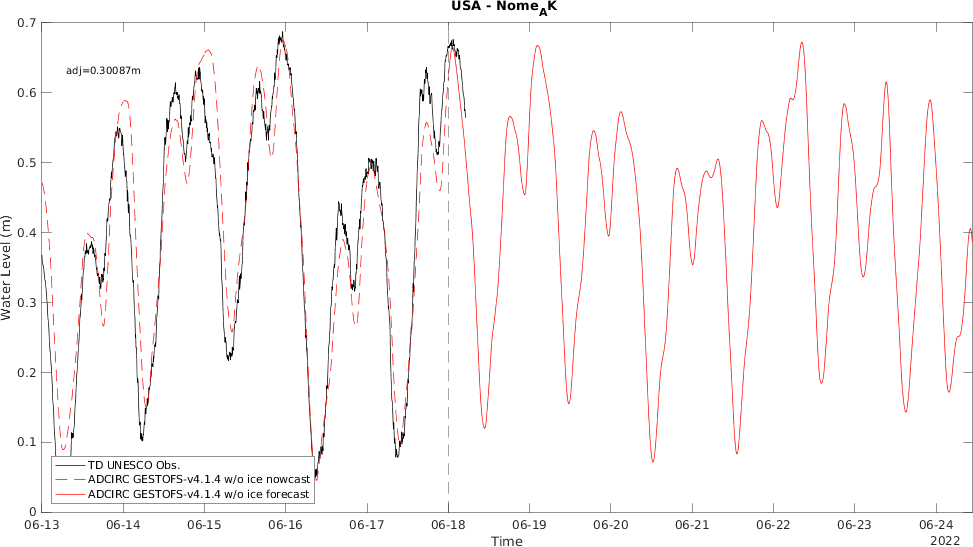 USA - Nome_AK
adj=0.30087m
Water Level (m)
0.7
0.6
0.5
0.4
0.3
0.2
0.1
0
TD UNESCO Obs.
ADCIRC GESTOFS-v4.1.4 w/o ice nowcast
ADCIRC GESTOFS-v4.1.4 w/o ice forecast
06-13 06-14 06-15 06-16 06-17 06-18 06-19 06-20 06-21 06-22 06-23 06-24
Time
2022